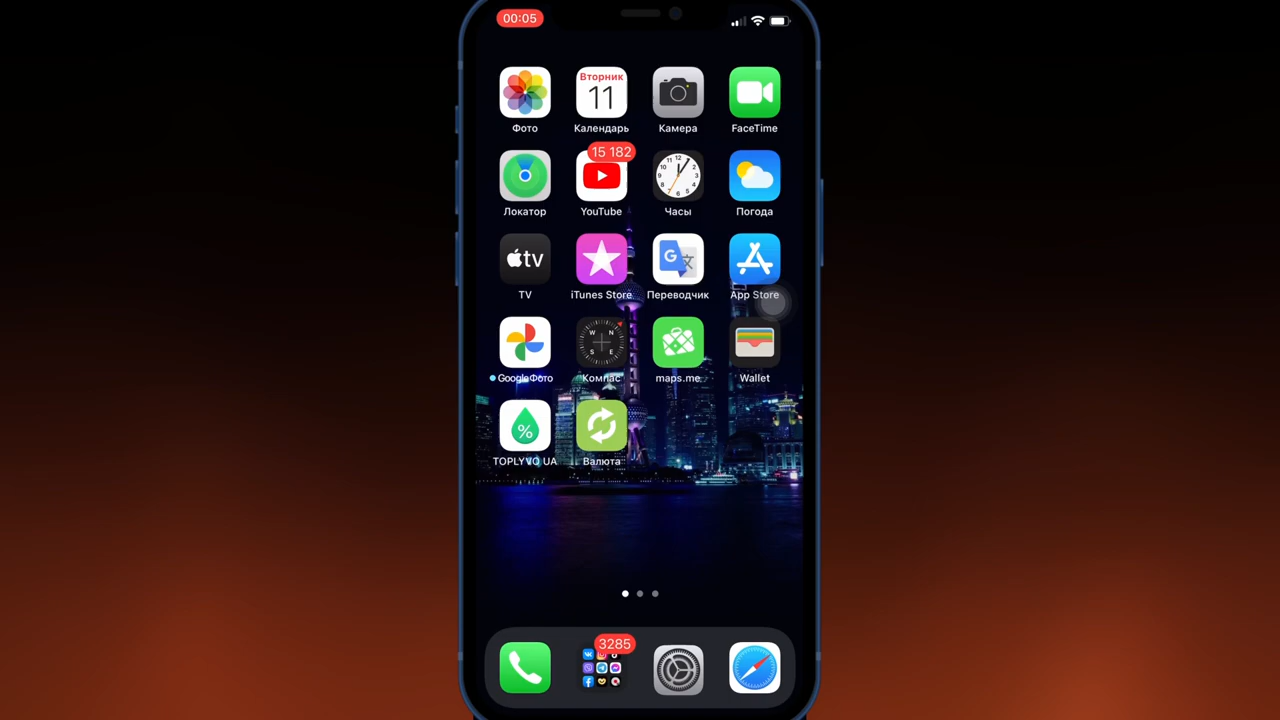 00:05
Вторник
11
Фото
Календарь
Камера
FaceTime
15 182
Локатор
YouTube
Часы
Погода
tv
G
TV
iTunes Store
Переводчик
App Store
W N
S E
GoogleФото
Компас
maps.me..
Wallet
%
TOPLYVO UA
Валюта
3285